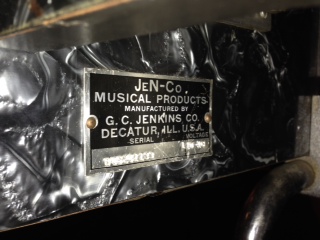 JEN-CO.
MUSICAL PRODUCTS
MANUFACTURED BY
G. C. JENKINS CO.
DECATUR, ILL. U.S.A.
SERIAL VOLTAGE